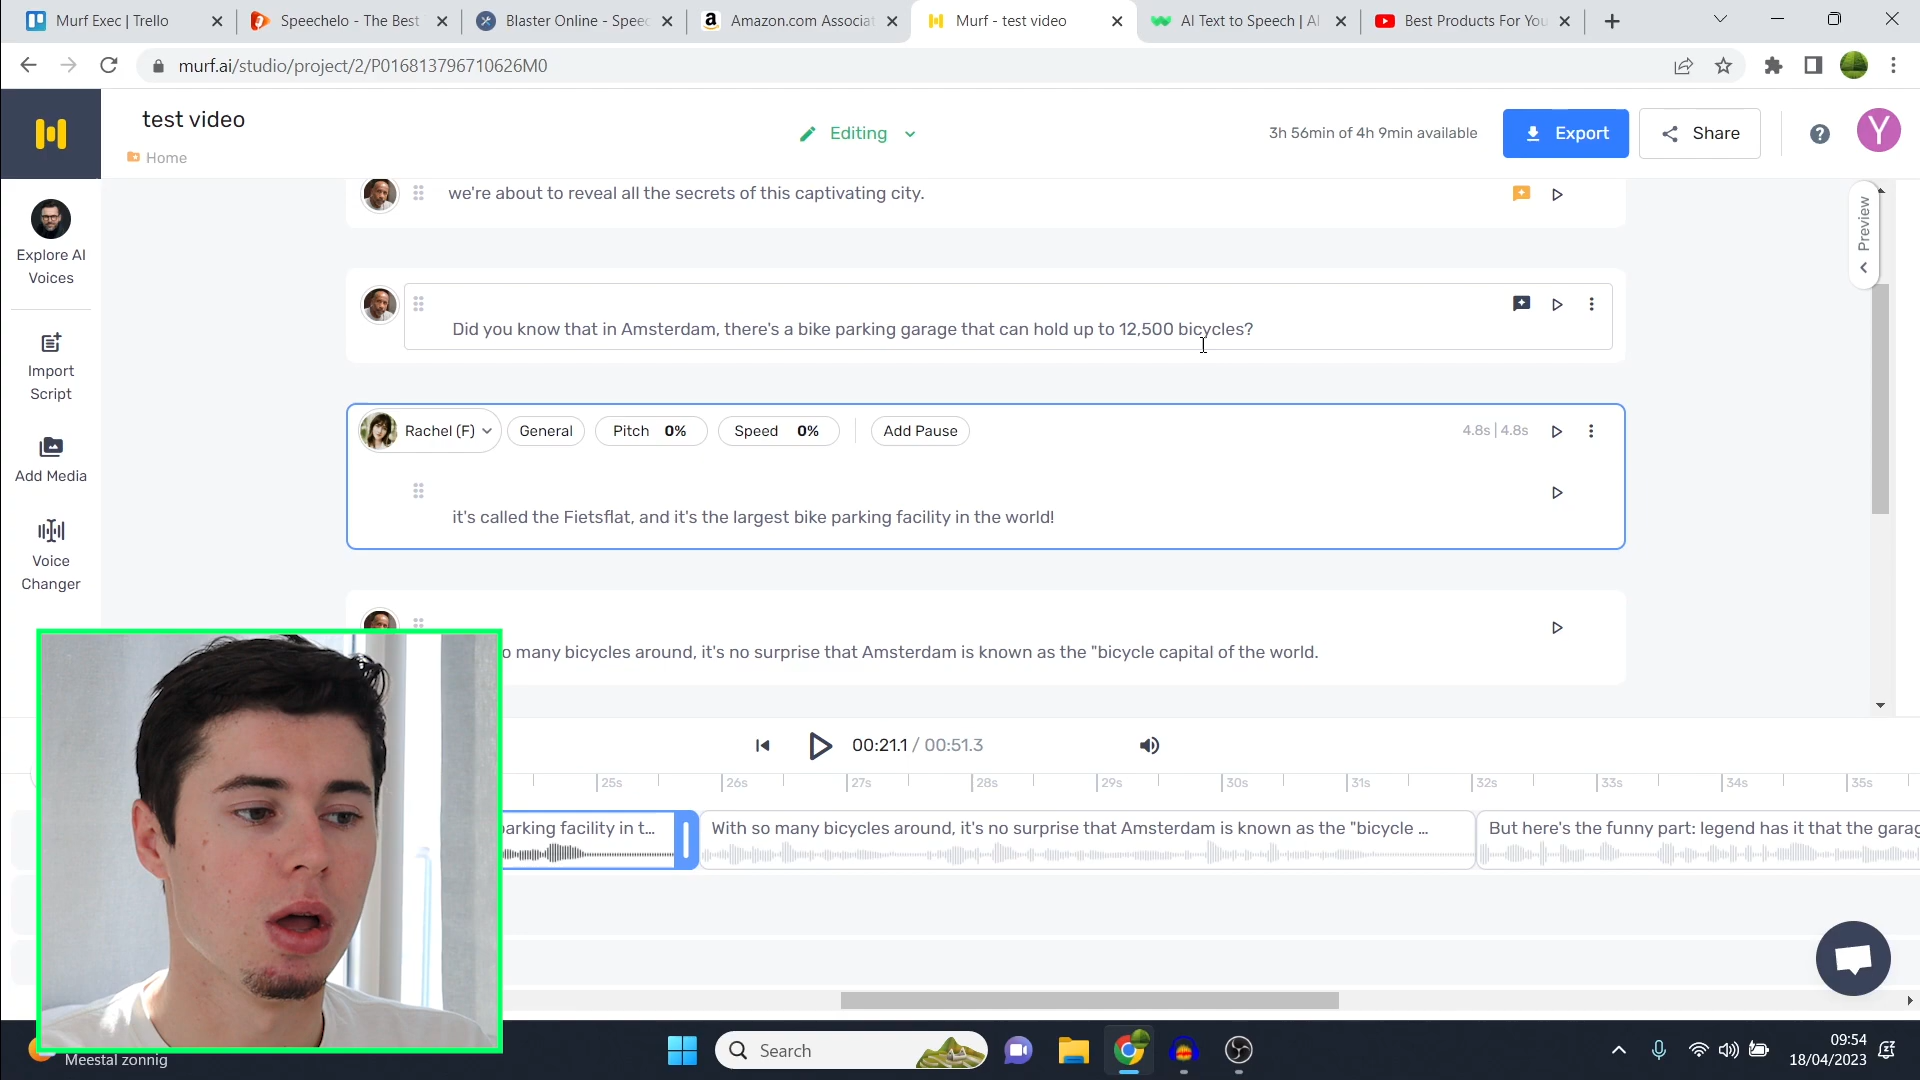 Murf Exec | Trello
Speechelo - The Best
Blaster Online - Speec
Amazon.com Associat
Murf - test video
AI Text to Speech | AI
Best Products For You
murf.ai/studio/project/2/P016813796710626M0
test video
Home
Editing
3h 56min of 4h 9min available
Export
Share
?
Y
Explore AI
Voices
Import
Script
Add Media
Voice
Changer
Preview
we're about to reveal all the secrets of this captivating city.
Did you know that in Amsterdam, there's a bike parking garage that can hold up to 12,500 bicycles?
Rachel (F)
General
Pitch 0%
Speed 0%
Add Pause
4.8s | 4.8s
it's called the Fietsflat, and it's the largest bike parking facility in the world!
o many bicycles around, it's no surprise that Amsterdam is known as the "bicycle capital of the world.
00:21.1 / 00:51.3
25s 26s 27s 28s 29s 30s 31s 32s 33s 34s 35s
arking facility in t...
With so many bicycles around, it's no surprise that Amsterdam is known as the "bicycle ...
But here's the funny part: legend has it that the garag
Meestal zonnig
Search
09:54
18/04/2023